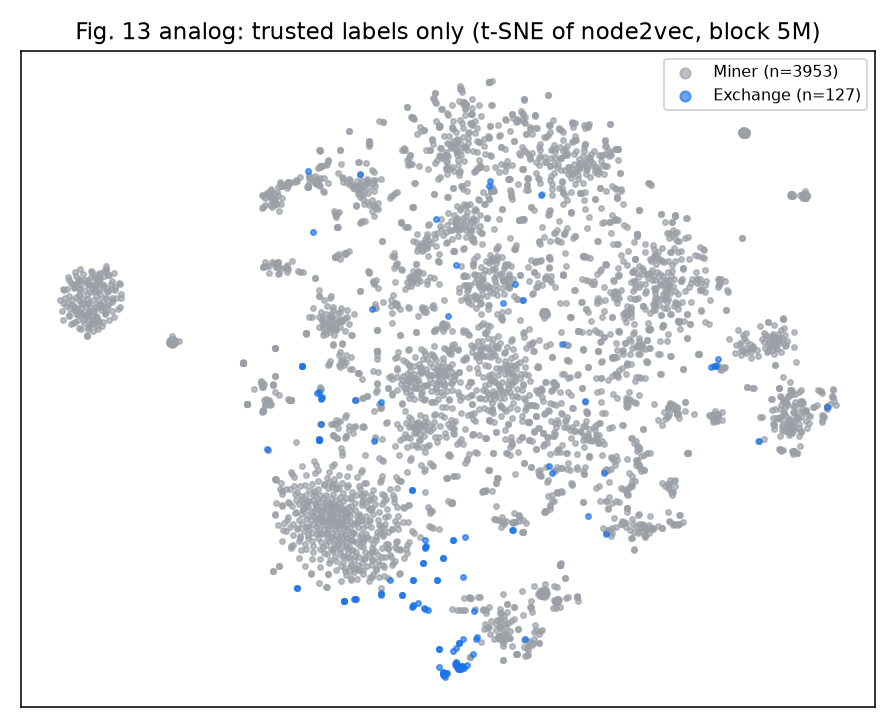 Fig. 13 analog: trusted labels only (t-SNE of node2vec, block 5M)
Miner (n=3953)
Exchange (n=127)